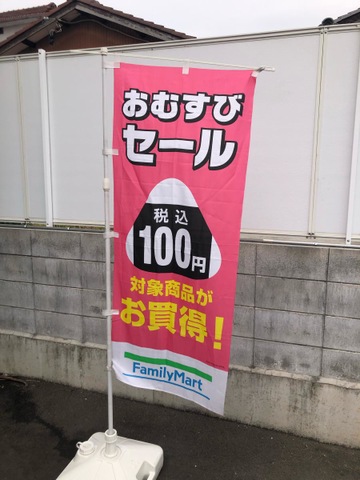 おむすび
セール
税込
100円
対象商品が
お買得!
FamilyMart